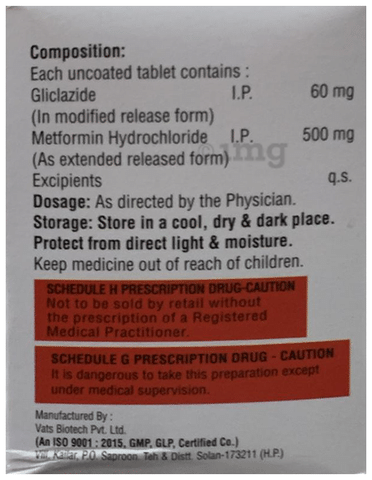 Composition:
Each uncoated tablet contains :
Gliclazide I.P. 60 mg
(In modified release form)
Metformin Hydrochloride I.P. 500 mg
(As extended released form)
1mg
Excipients q.s.
Dosage: As directed by the Physician.
Storage: Store in a cool, dry & dark place.
Protect from direct light & moisture.
Keep medicine out of reach of children.
SCHEDULE H PRESCRIPTION DRUG-CAUTION
Not to be sold by retail without
the prescription of a Registered
Medical Practitioner.
SCHEDULE G PRESCRIPTION DRUG - CAUTION
It is dangerous to take this preparation except
under medical supervision.
Manufactured By :
Vats Biotech Pvt. Ltd.
(An ISO 9001 : 2015, GMP, GLP, Certified Co.)
Vill. Kallar, P.O. Saproon. Teh & Distt. Solan-173211 (H.P.)